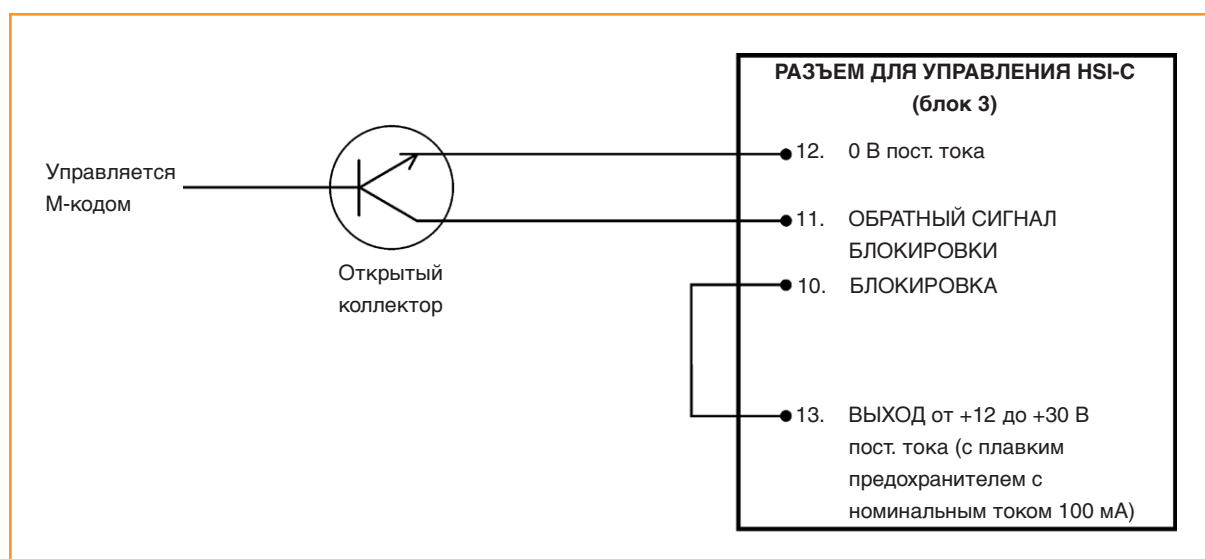 РАЗЪЕМ ДЛЯ УПРАВЛЕНИЯ HSI-C
(блок 3)
Управляется
М-кодом
Открытый
коллектор
12. 0 В пост. тока
11. ОБРАТНЫЙ СИГНАЛ
БЛОКИРОВКИ
10. БЛОКИРОВКА
13. ВЫХОД от +12 до +30 В
пост. тока (с плавким
предохранителем с
номинальным током 100 мА)